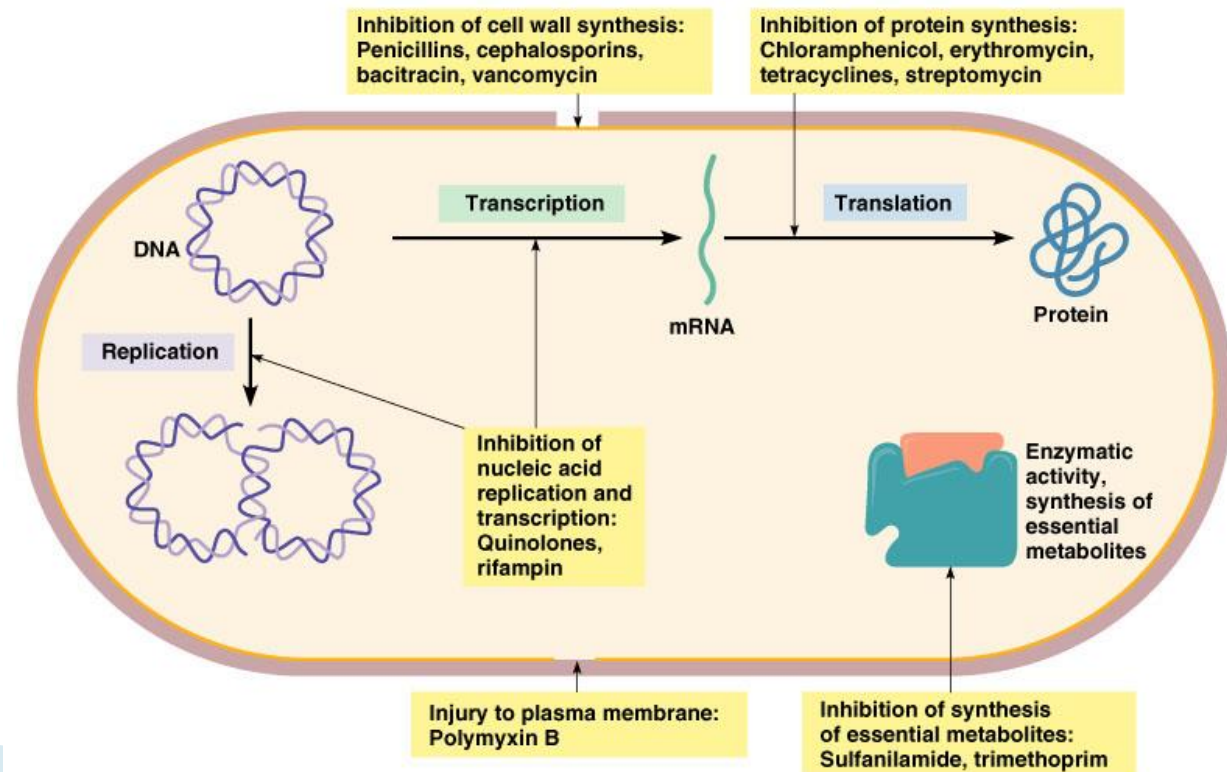 Inhibition of cell wall synthesis:
Penicillins, cephalosporins,
bacitracin, vancomycin
Inhibition of protein synthesis:
Chloramphenicol, erythromycin,
tetracyclines, streptomycin
DNA
Transcription
mRNA
Translation
Protein
Replication
Inhibition of
nucleic acid
replication and
transcription:
Quinolones,
rifampin
Enzymatic
activity,
synthesis of
essential
metabolites
Injury to plasma membrane:
Polymyxin B
Inhibition of synthesis
of essential metabolites:
Sulfanilamide, trimethoprim